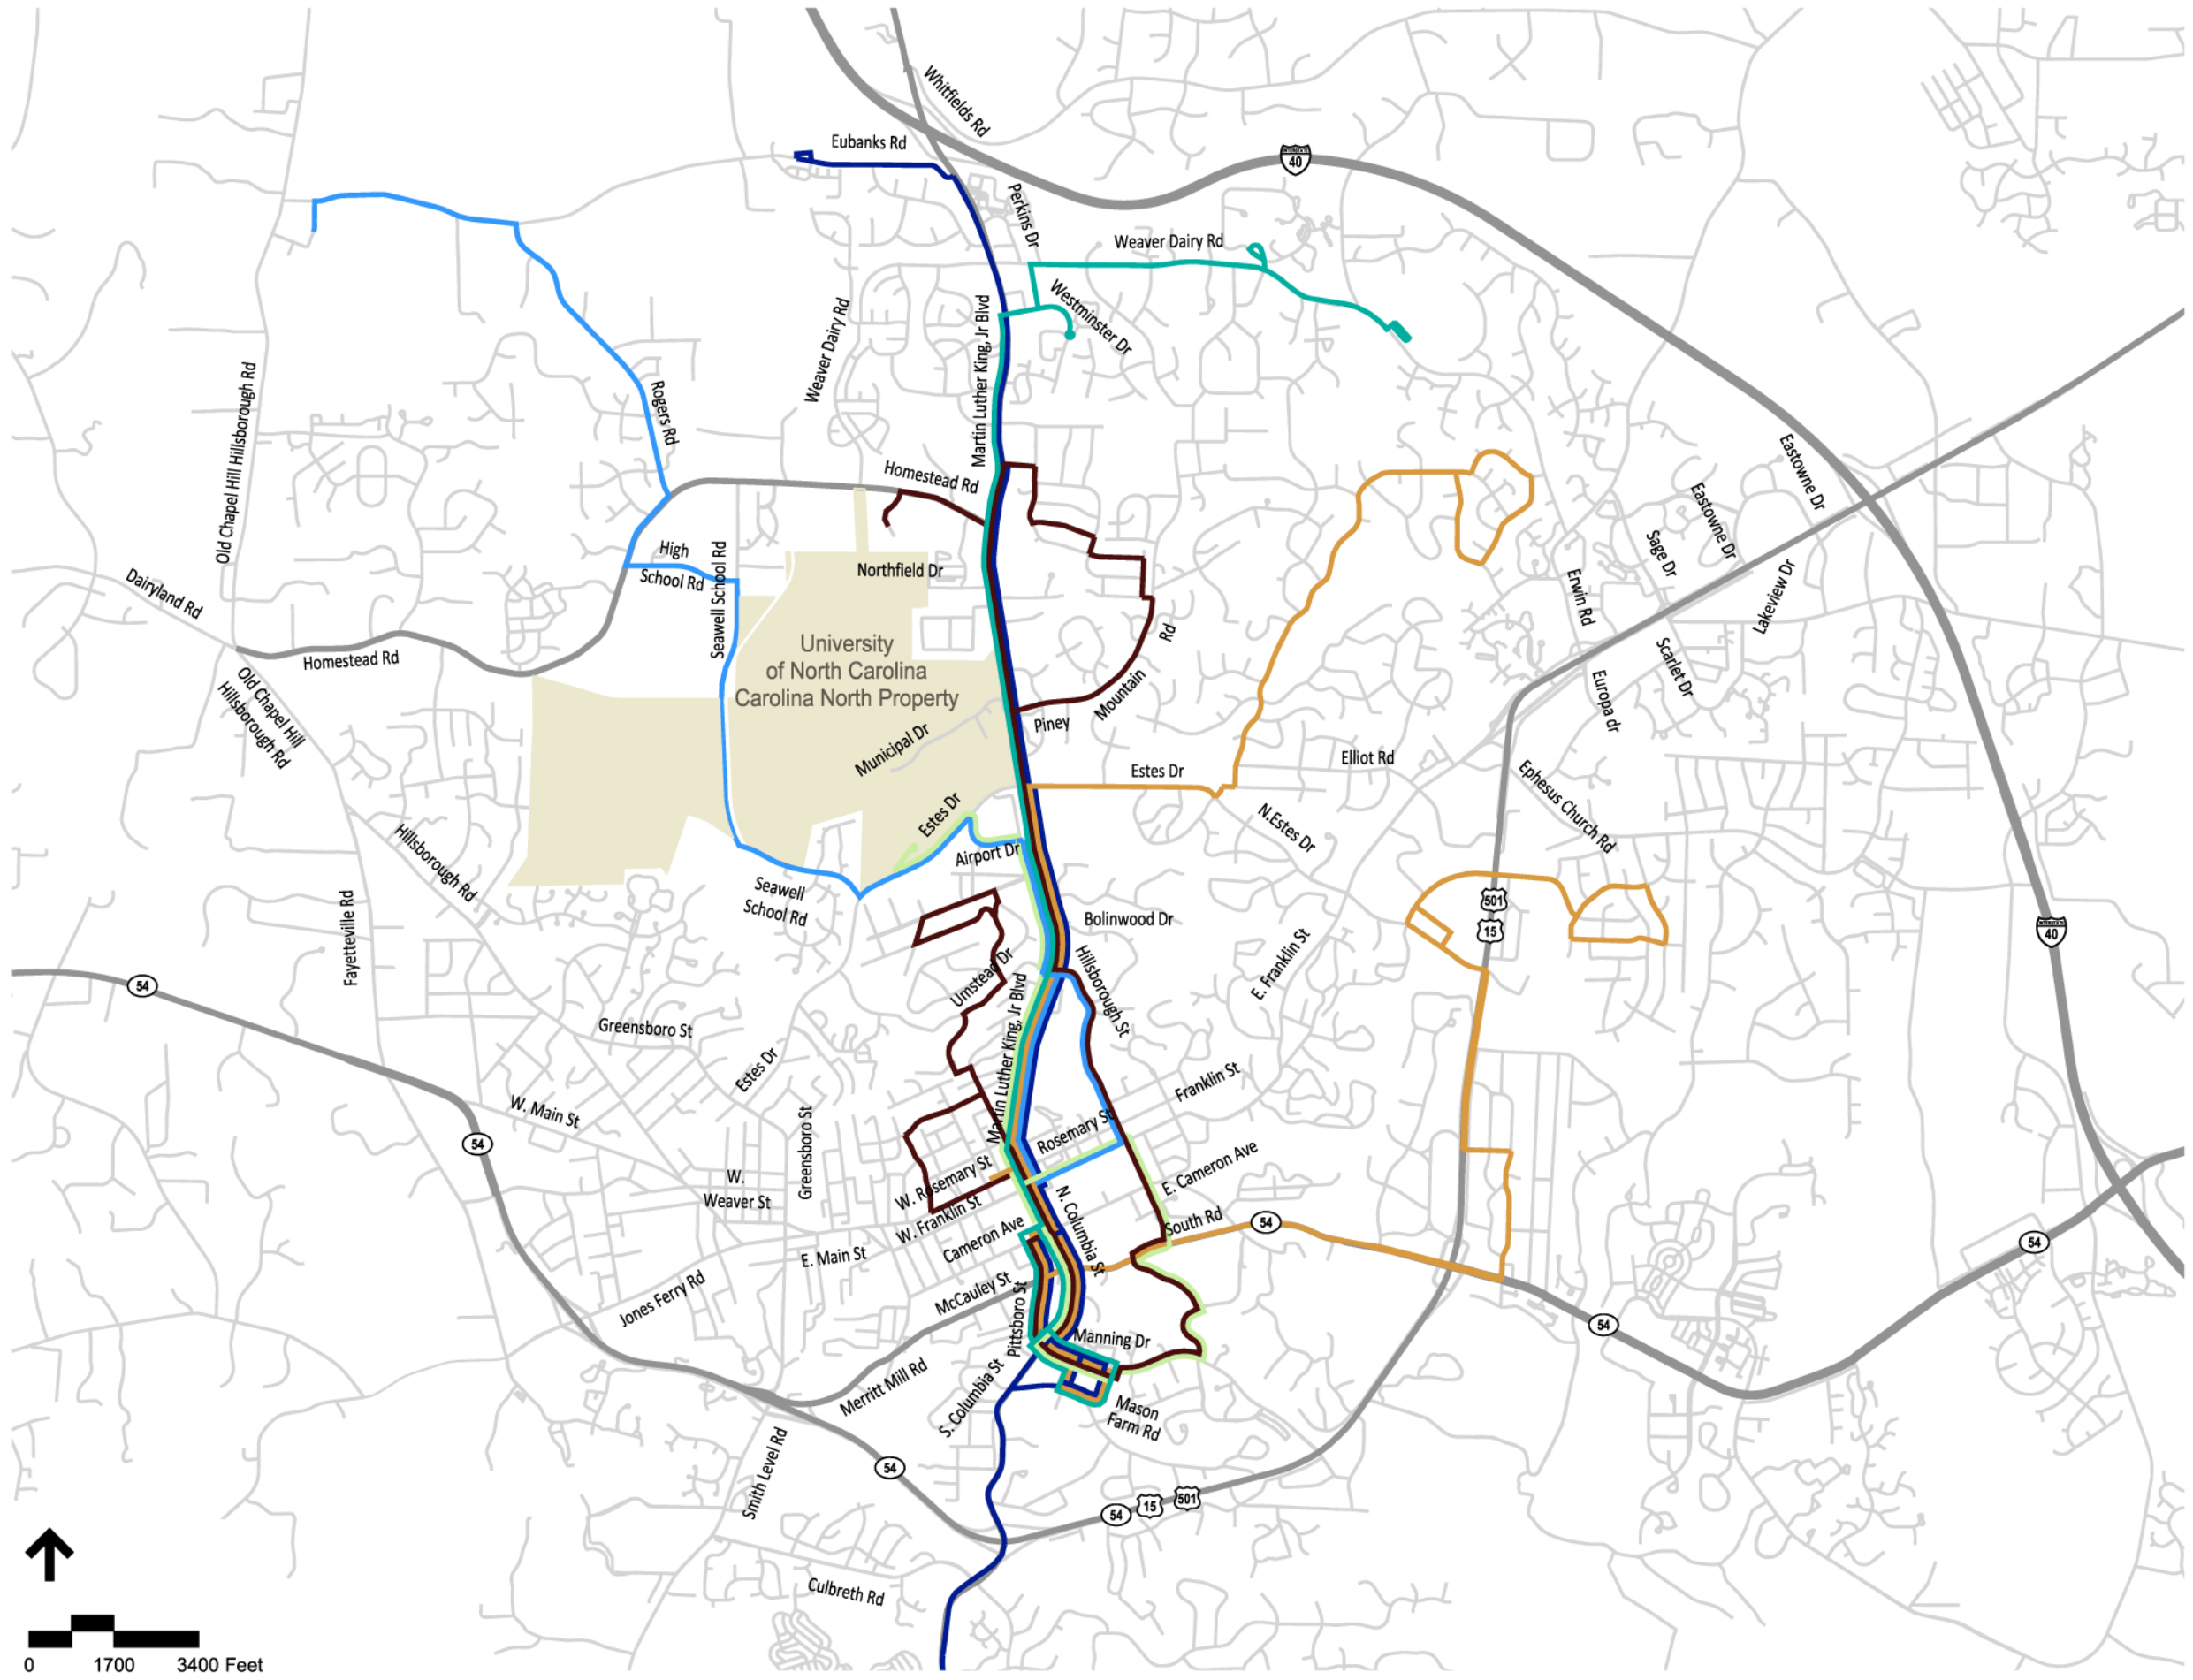 Whitfields Rd
Eubanks Rd
40
Perkins Dr
Weaver Dairy Rd
Westminster Dr
Martin Luther King, Jr Blvd
Weaver Dairy Rd
Rogers Rd
Old Chapel Hill Hillsborough Rd
Homestead Rd
Eastowne Dr
Eastowne Dr
Sage Dr
High
School Rd
Seawell School Rd
Northfield Dr
Erwin Rd
Lakeview Dr
Dairyland Rd
University
of North Carolina
Carolina North Property
Rd
Mountain
Piney
Homestead Rd
Scarlet Dr
Europa dr
Old Chapel Hill
Hillsborough Rd
Municipal Dr
Elliot Rd
Estes Dr
Ephesus Church Rd
N.Estes Dr
Estes Dr
Airport Dr
Hillsborough Rd
Seawell
School Rd
Fayetteville Rd
501
15
40
Bolinwood Dr
E. Franklin St
Hillsborough St
Umstead Dr
54
Martin Luther King, Jr Blvd
Greensboro St
Estes Dr
Franklin St
W. Main St
Greensboro St
Rosemary St
54
E. Cameron Ave
W. Rosemary St
W.
Weaver St
N. Columbia St
W. Franklin St
South Rd
54
54
Cameron Ave
E. Main St
McCauley St
Jones Ferry Rd
Pittsboro St
Manning Dr
54
Merritt Mill Rd
S. Columbia St
Mason
Farm Rd
Smith Level Rd
54
54
15
501
Culbreth Rd
0 1700 3400 Feet